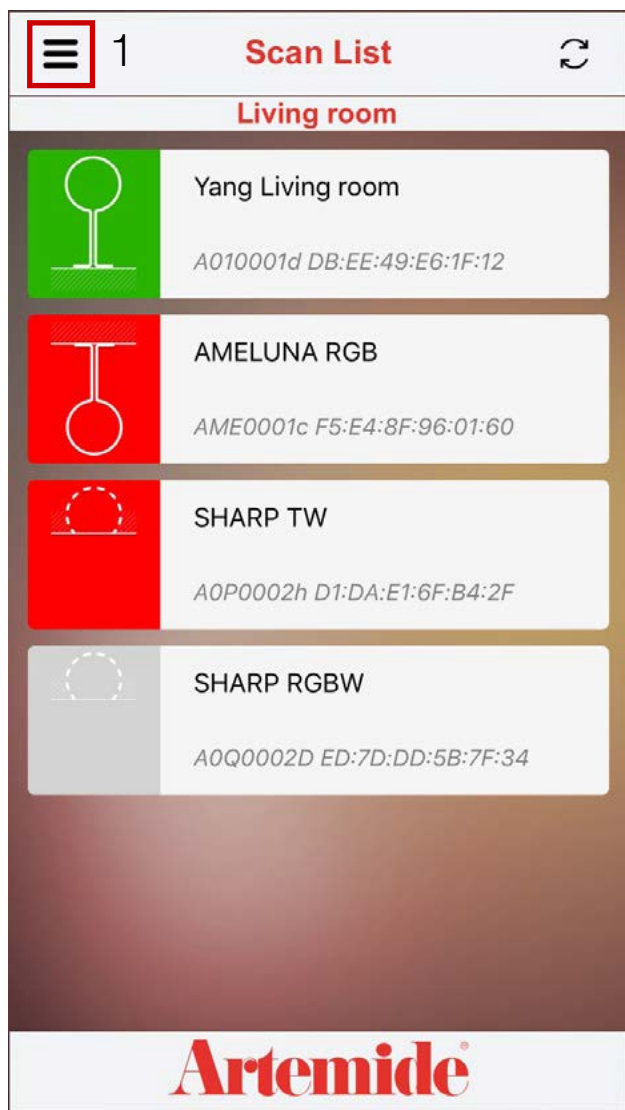 1 Scan List
Living room
Yang Living room
A010001d DB:EE:49:E6:1F:12
AMELUNA RGB
AME0001c F5:E4:8F:96:01:60
SHARP TW
A0P0002h D1:DA:E1:6F:B4:2F
SHARP RGBW
A0Q0002D ED:7D:DD:5B:7F:34
Artemide®